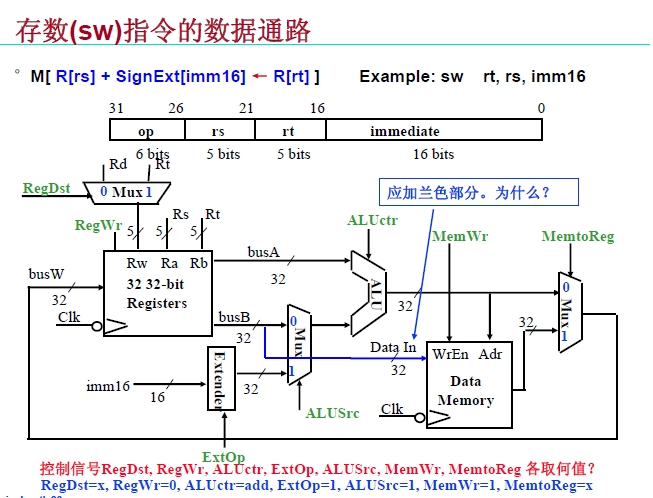 存数(sw)指令的数据通路
° M[ R[rs] + SignExt[imm16] ← R[rt] ] Example: sw rt, rs, imm16
31 26 21 16 0
op rs rt immediate
6 bits 5 bits 5 bits 16 bits
Rd Rt
RegDst 0 Mux 1
应加兰色部分。为什么？
RegWr 5 5 5 Rs Rt
ALUctr
MemWr MemtoReg
busW
Rw Ra Rb
32 32-bit
Registers
busA
32
32
Clk
busB
32
0
Mux
1
ALU
32
0
Mux
1
32
Data In
32
WrEn Adr
Data
Memory
Clk
imm16
16
Extender
32
ALUSrc
ExtOp
控制信号RegDst, RegWr, ALUctr, ExtOp, ALUSrc, MemWr, MemtoReg 各取何值？
RegDst=x, RegWr=0, ALUctr=add, ExtOp=1, ALUSrc=1, MemWr=1, MemtoReg=x